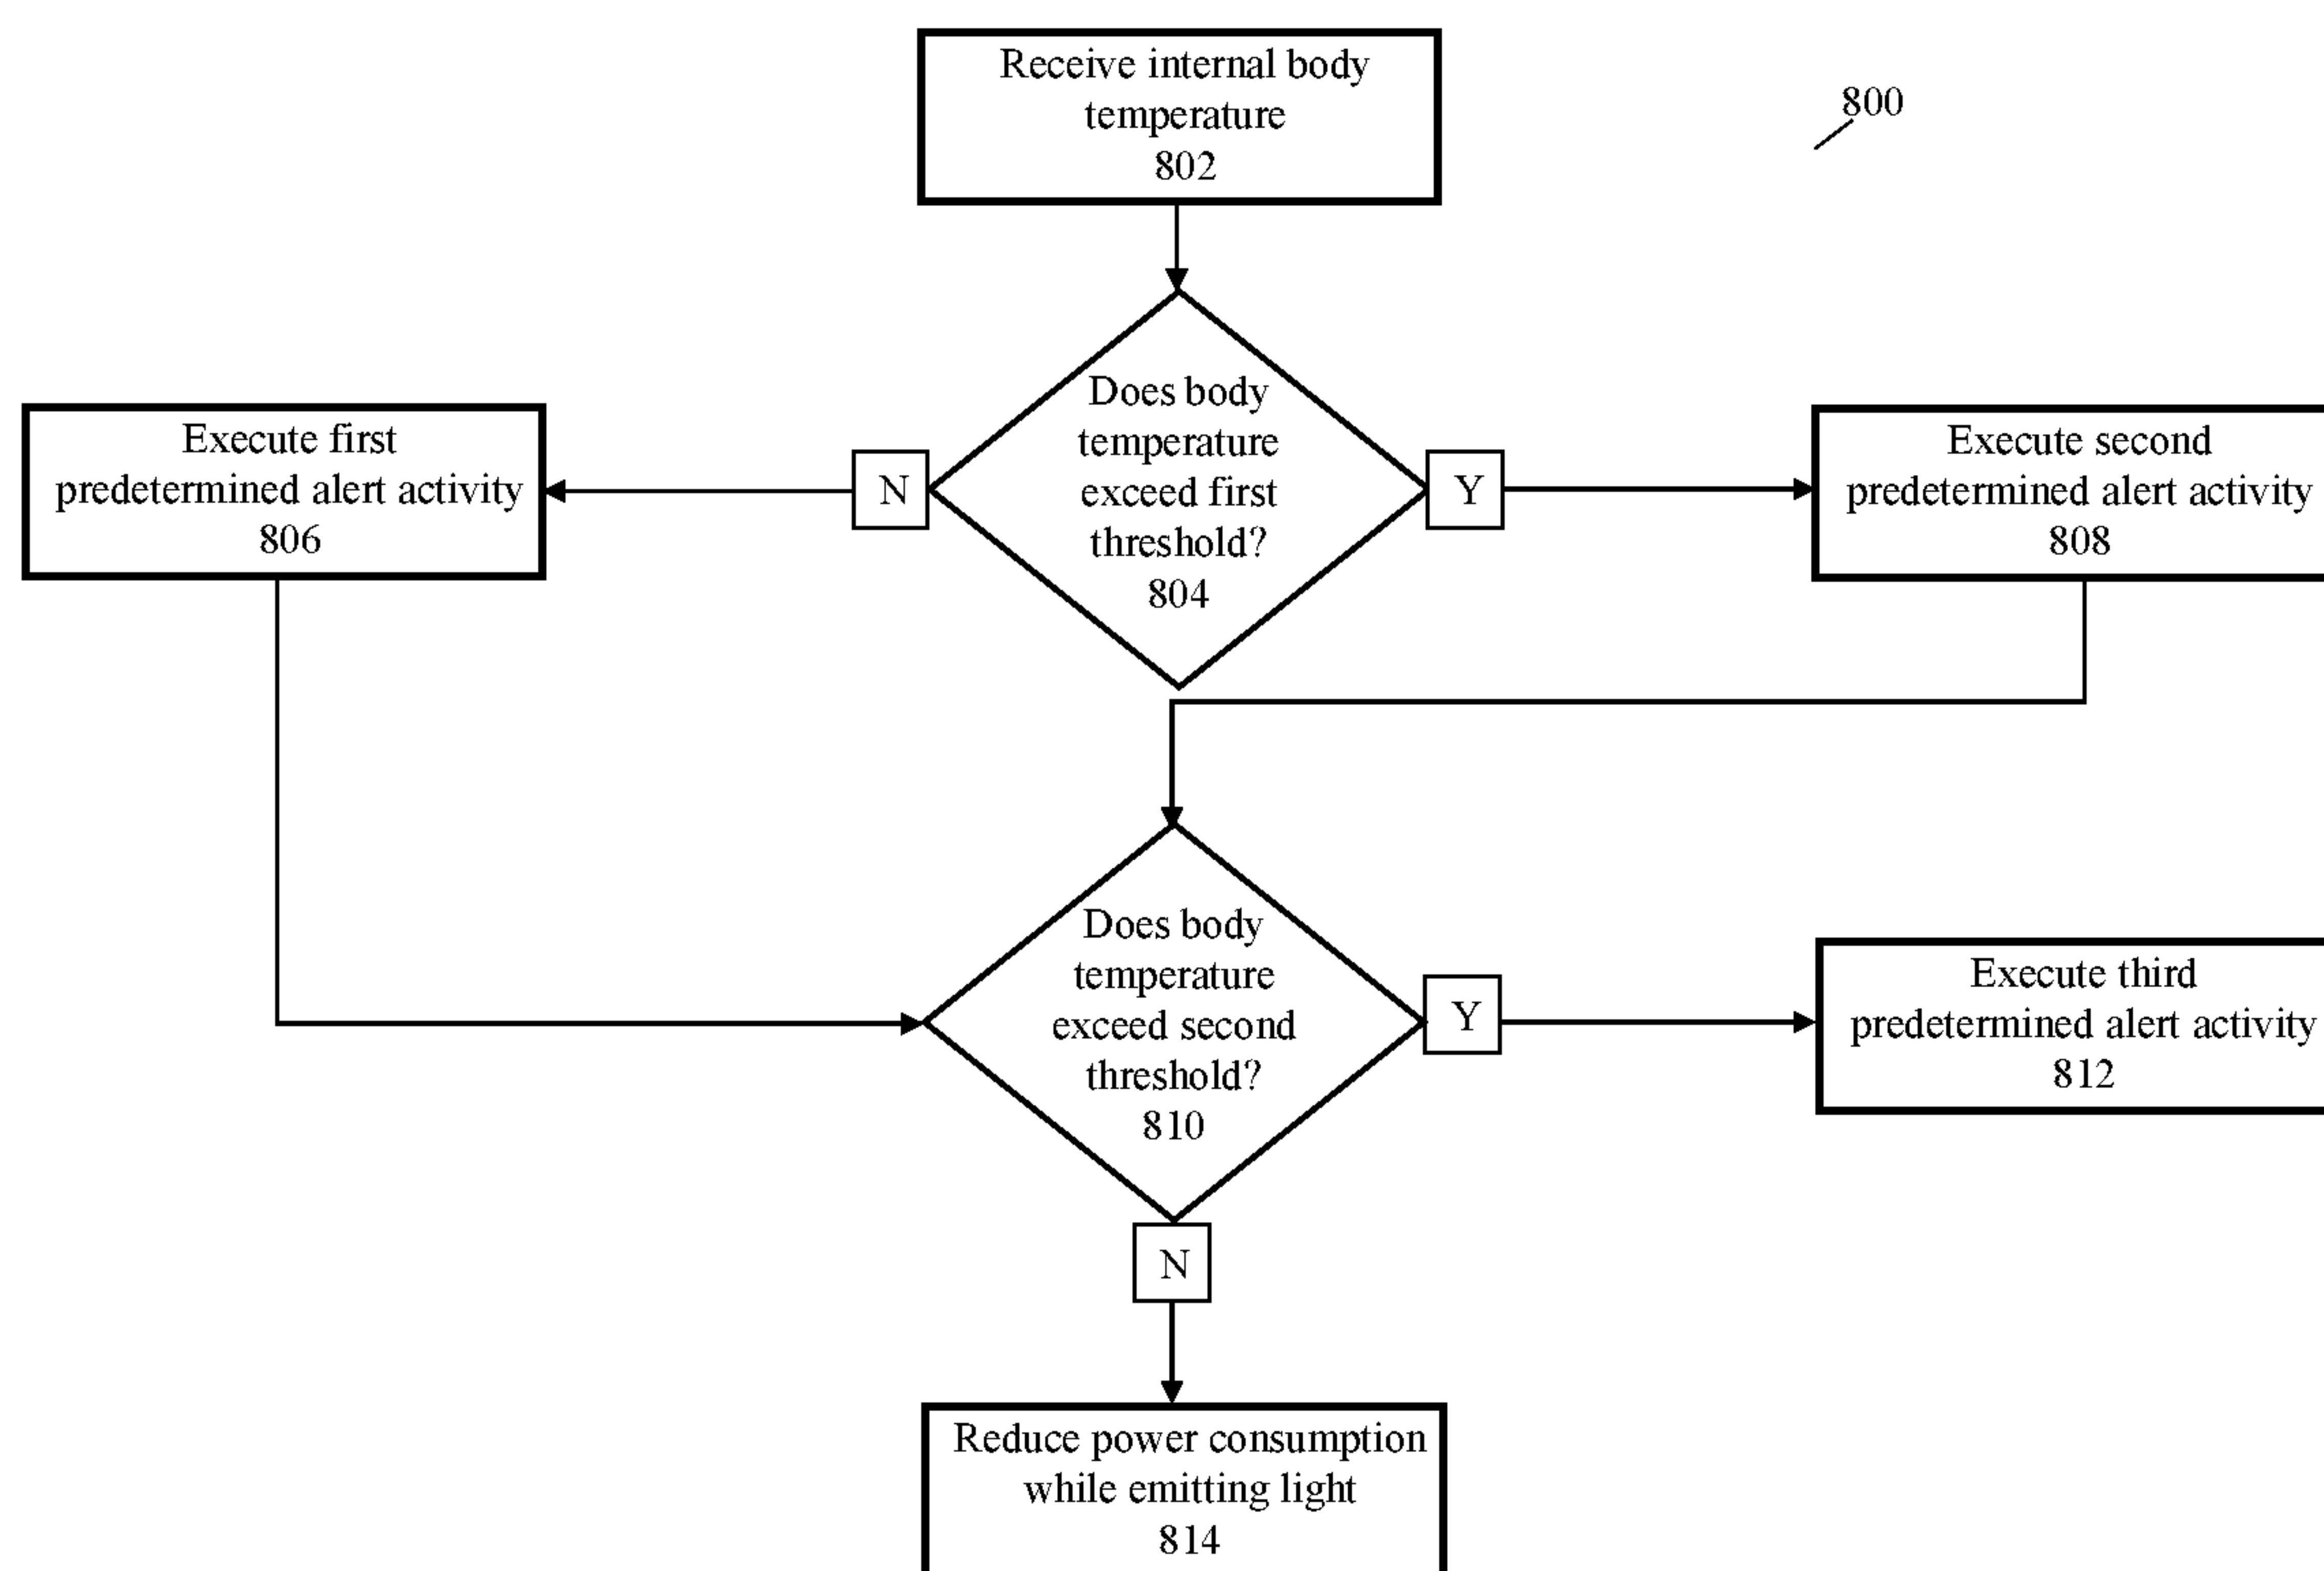 Receive internal body
temperature
802
800
Does body
temperature
exceed first
threshold?
804
N
Y
Execute first
predetermined alert activity
806
Execute second
predetermined alert activity
808
Does body
temperature
exceed second
threshold?
810
Y
Execute third
predetermined alert activity
812
N
Reduce power consumption
while emitting light
814